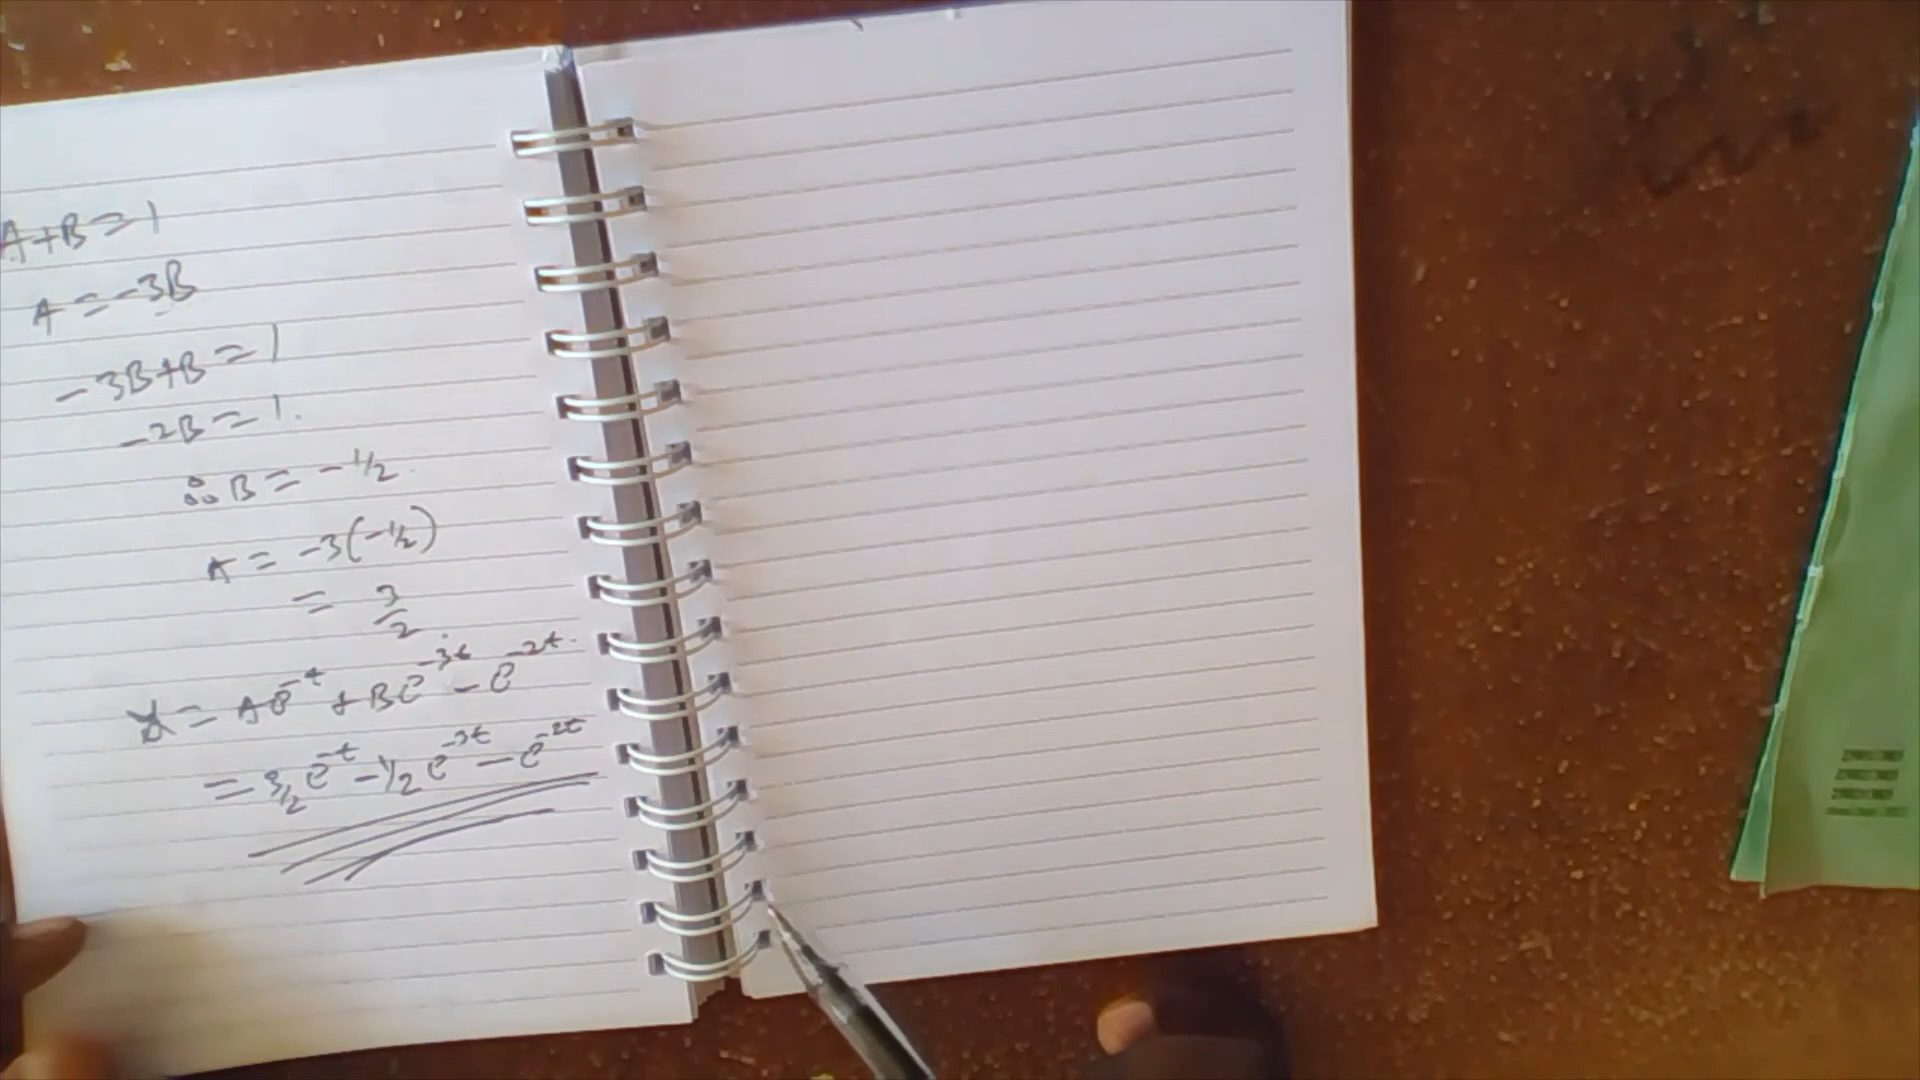 A+B=1
A=-3B
-3B+B=1
-2B=1.
∴B=-1/2.
A=-3(-1/2)
=3/2.
x=Ae^-t+Be^-3t-e^-2t.
=3/2e^-t-1/2e^-3t-e^-2t